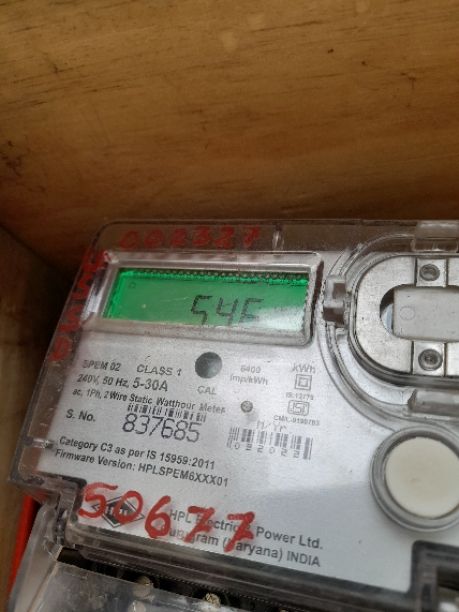 002327
546
SPEM 02 CLASS 1
240V, 50 Hz, 5-30A
ac, 1Ph, 2Wire Static Watthour Meter
CAL
6400
imp/kWh
kWh
S. No.
837685
M/Yr
Category C3 as per IS 15959:2011
Firmware Version: HPLSPEM6XXX01
50677
HPL Electric Power Ltd.
Gurugram (Haryana) INDIA